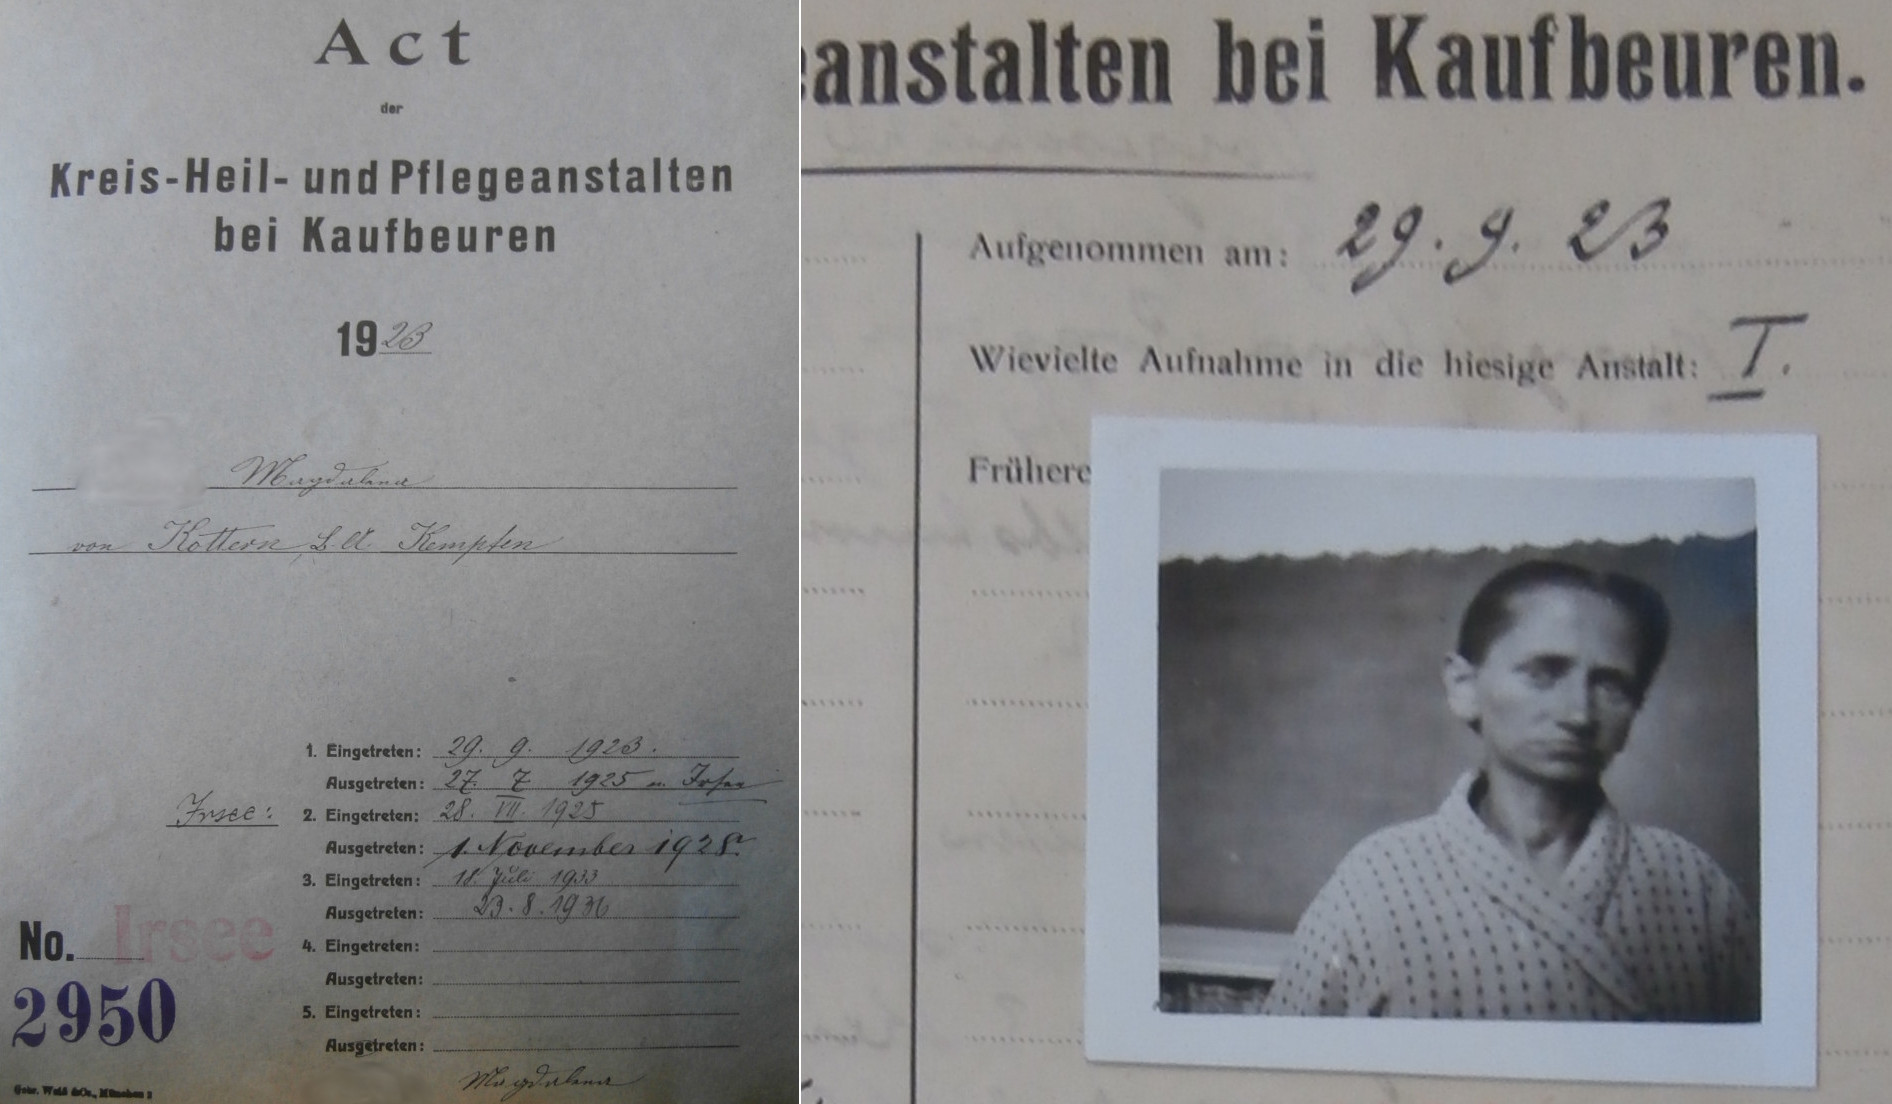 Act
der
Kreis-Heil- und Pflegeanstalten
bei Kaufbeuren
1923
Magdalena
von Kottern, B.A. Kempten
1. Eingetreten: 29. 9. 1923.
Ausgetreten: 27. 7. 1925 n. Irsee
Irsee: 2. Eingetreten: 28. VII. 1925
Ausgetreten: 1. November 1928.
3. Eingetreten: 18. Juli 1933
Ausgetreten: 23. 8. 1936
No. Irsee
4. Eingetreten:
Ausgetreten:
2950
5. Eingetreten:
Ausgetreten:
Magdalena
Gebr. Weiß &Co., München 2
eanstalten bei Kaufbeuren.
Aufgenommen am: 29. 9. 23
Wievielte Aufnahme in die hiesige Anstalt: I.
Frühere